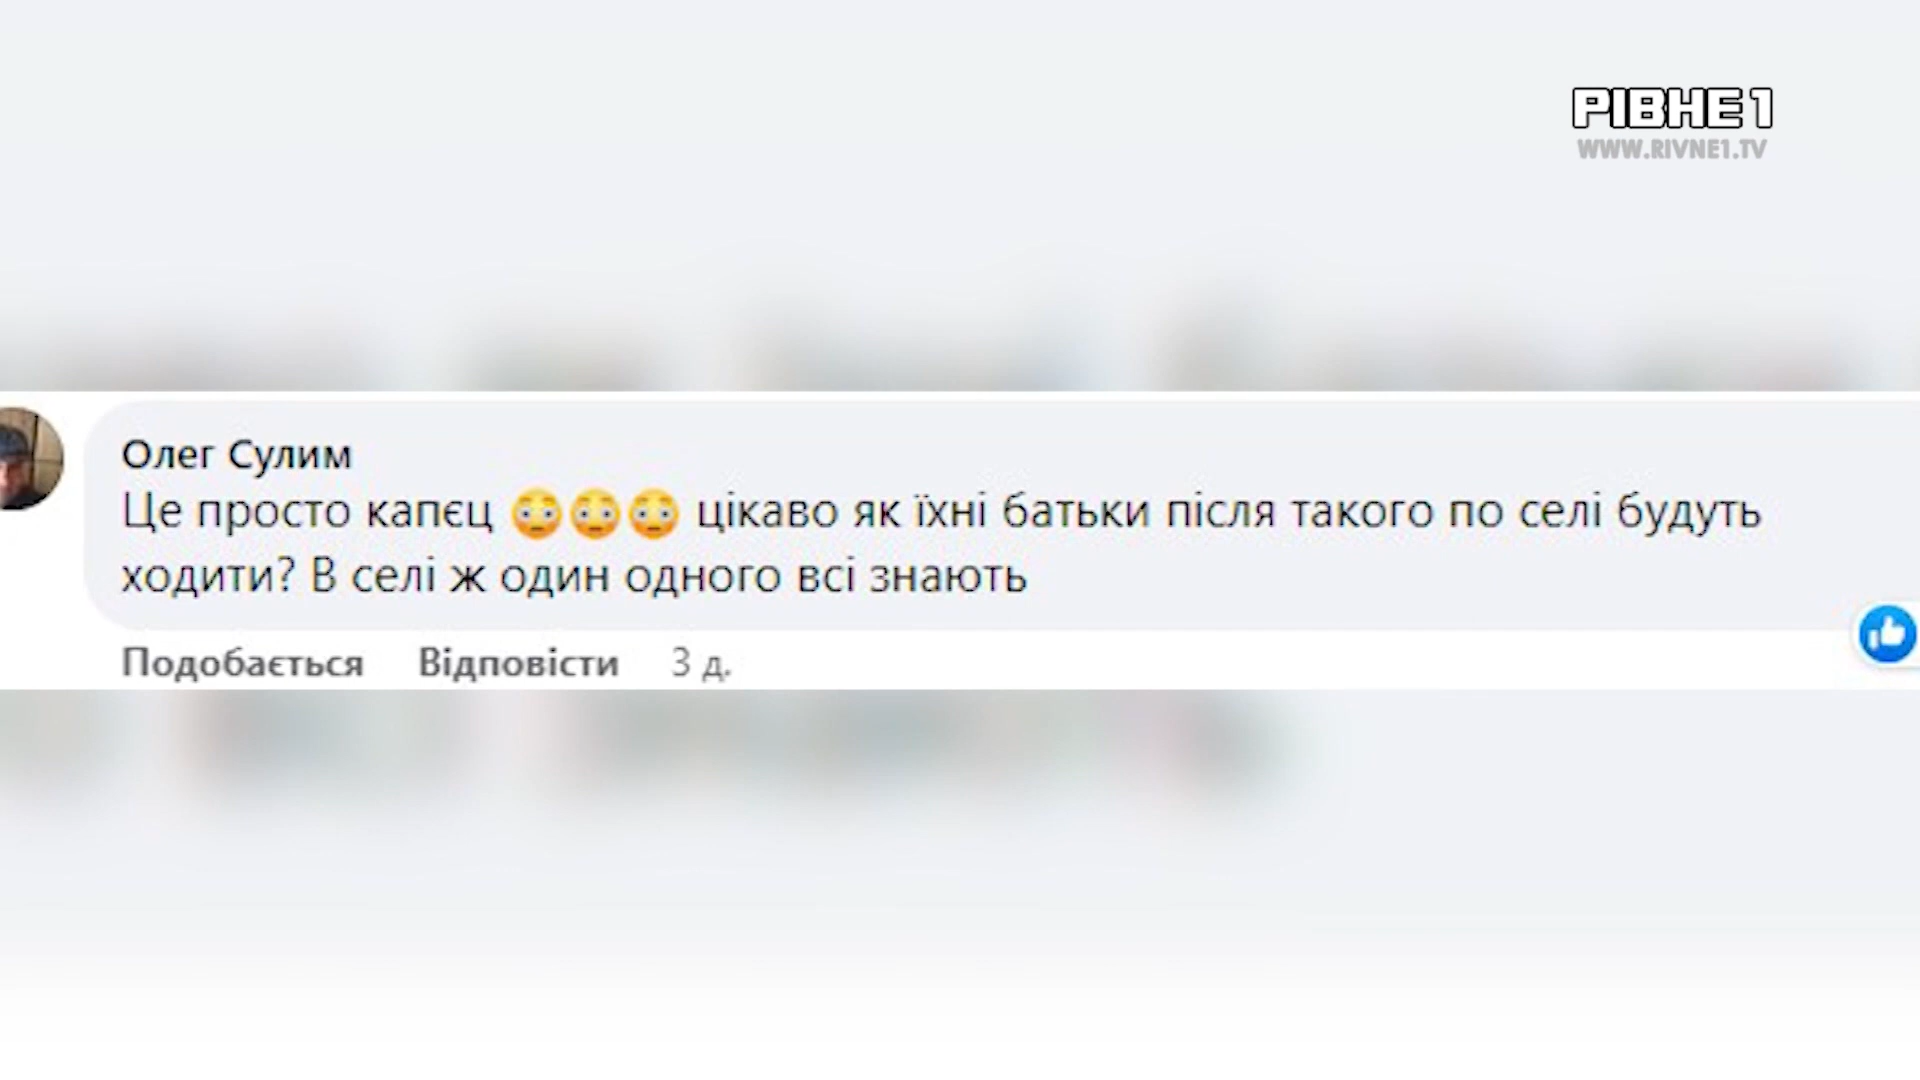 РІВНЕ 1
WWW.RIVNE1.TV
Олег Сулим
Це просто капєц 😳😳😳 цікаво як їхні батьки після такого по селі будуть
ходити? В селі ж один одного всі знають
Подобається Відповісти 3 д.